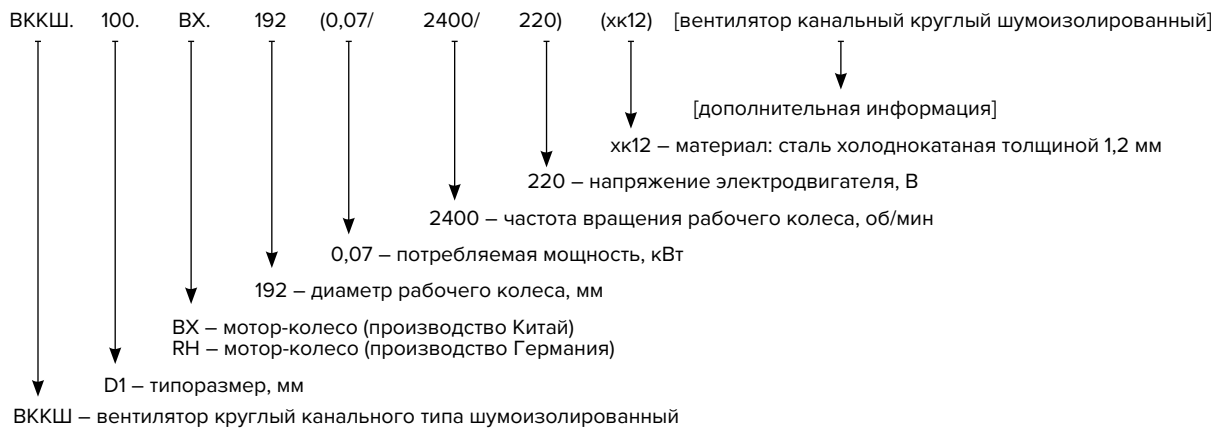 ВККШ. 100. ВХ. 192 (0,07/ 2400/ 220) (хк12) [вентилятор канальный круглый шумоизолированный]
[дополнительная информация]
хк12 – материал: сталь холоднокатаная толщиной 1,2 мм
220 – напряжение электродвигателя, В
2400 – частота вращения рабочего колеса, об/мин
0,07 – потребляемая мощность, кВт
192 – диаметр рабочего колеса, мм
ВХ – мотор-колесо (производство Китай)
RH – мотор-колесо (производство Германия)
D1 – типоразмер, мм
ВККШ – вентилятор круглый канального типа шумоизолированный